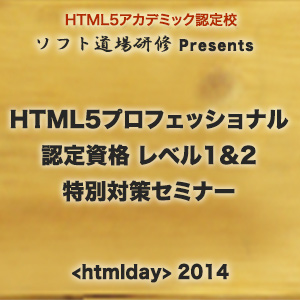 HTML5アカデミック認定校
ソフト道場研修 Presents
HTML5プロフェッショナル
認定資格 レベル1&2
特別対策セミナー
<htmlday> 2014